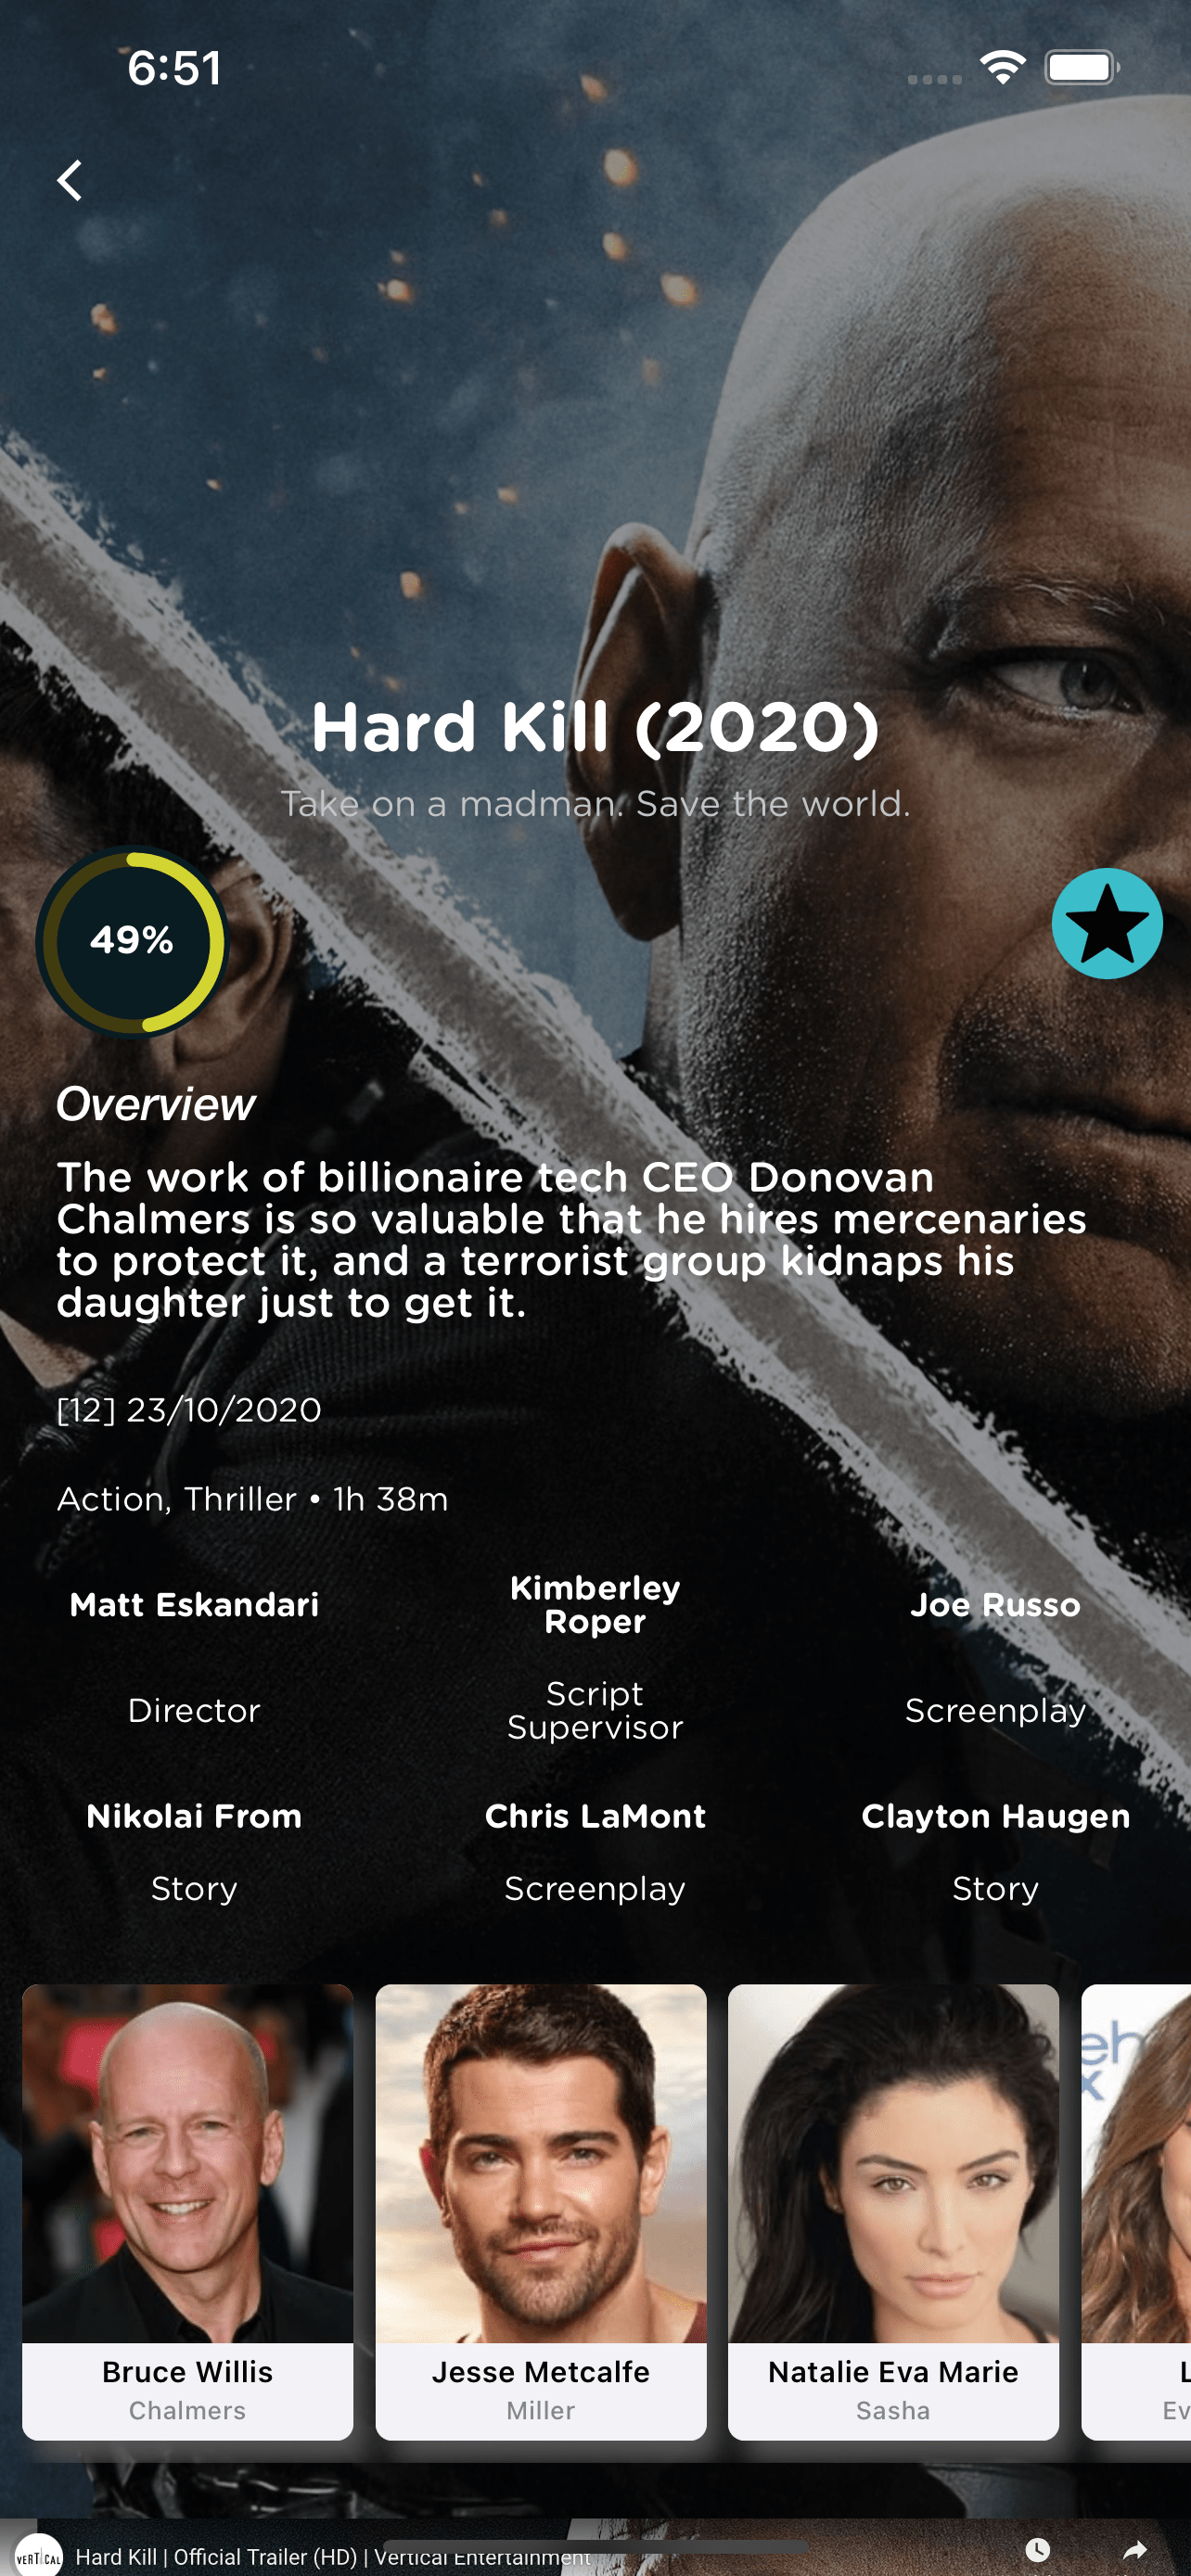 6:51
Hard Kill (2020)
Take on a madman. Save the world.
49%
Overview
The work of billionaire tech CEO Donovan
Chalmers is so valuable that he hires mercenaries
to protect it, and a terrorist group kidnaps his
daughter just to get it.
[12] 23/10/2020
Action, Thriller • 1h 38m
Matt Eskandari
Kimberley
Roper
Joe Russo
Director
Script
Supervisor
Screenplay
Nikolai From
Chris LaMont
Clayton Haugen
Story
Screenplay
Story
eh
x
Bruce Willis
Chalmers
Jesse Metcalfe
Miller
Natalie Eva Marie
Sasha
L
Ev
VERTICAL
Hard Kill | Official Trailer (HD) | Vertical Entertainment